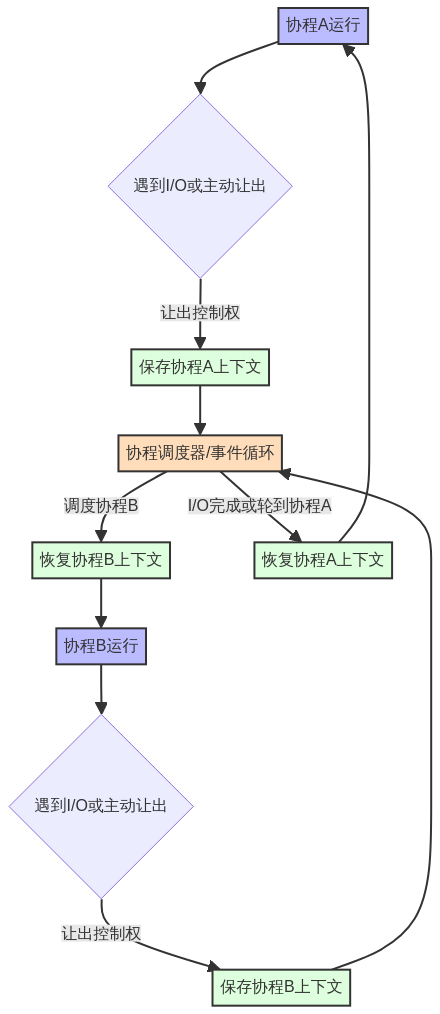 协程A运行
遇到I/O或主动让出
让出控制权
保存协程A上下文
协程调度器/事件循环
调度协程B
I/O完成或轮到协程A
恢复协程B上下文
恢复协程A上下文
协程B运行
遇到I/O或主动让出
让出控制权
保存协程B上下文